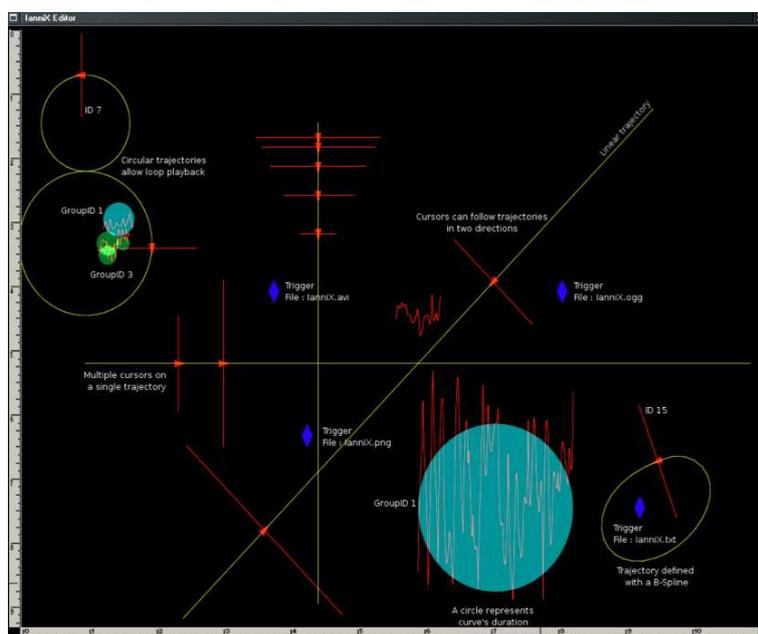 IanniX Editor
ID 7
Circular trajectories
allow loop playback
GroupID 1
GroupID 3
Linear trajectory
Cursors can follow trajectories
in two directions
Trigger
File : IanniX.avi
Trigger
File : IanniX.ogg
Multiple cursors on
a single trajectory
Trigger
File : IanniX.png
ID 15
GroupID 1
Trigger
File : IanniX.txt
Trajectory defined
with a B-Spline
A circle represents
curve's duration